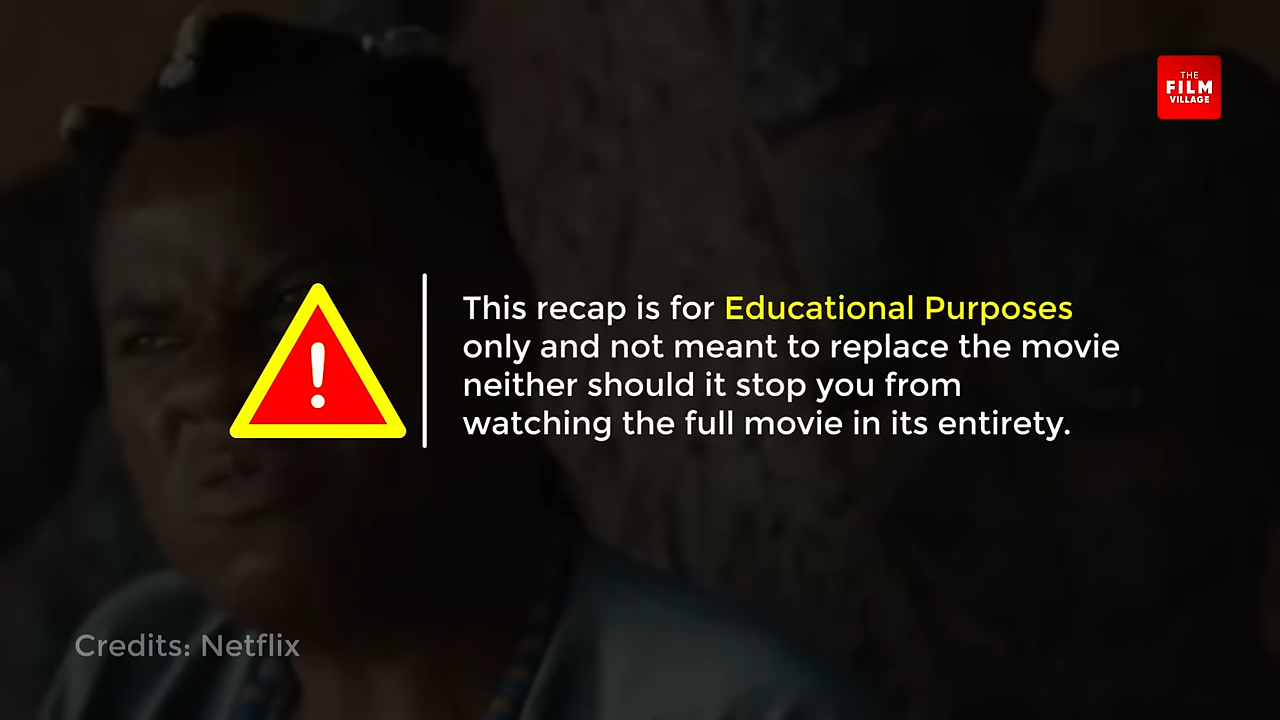 THE
FILM
VILLAGE
This recap is for Educational Purposes
only and not meant to replace the movie
neither should it stop you from
watching the full movie in its entirety.
Credits: Netflix